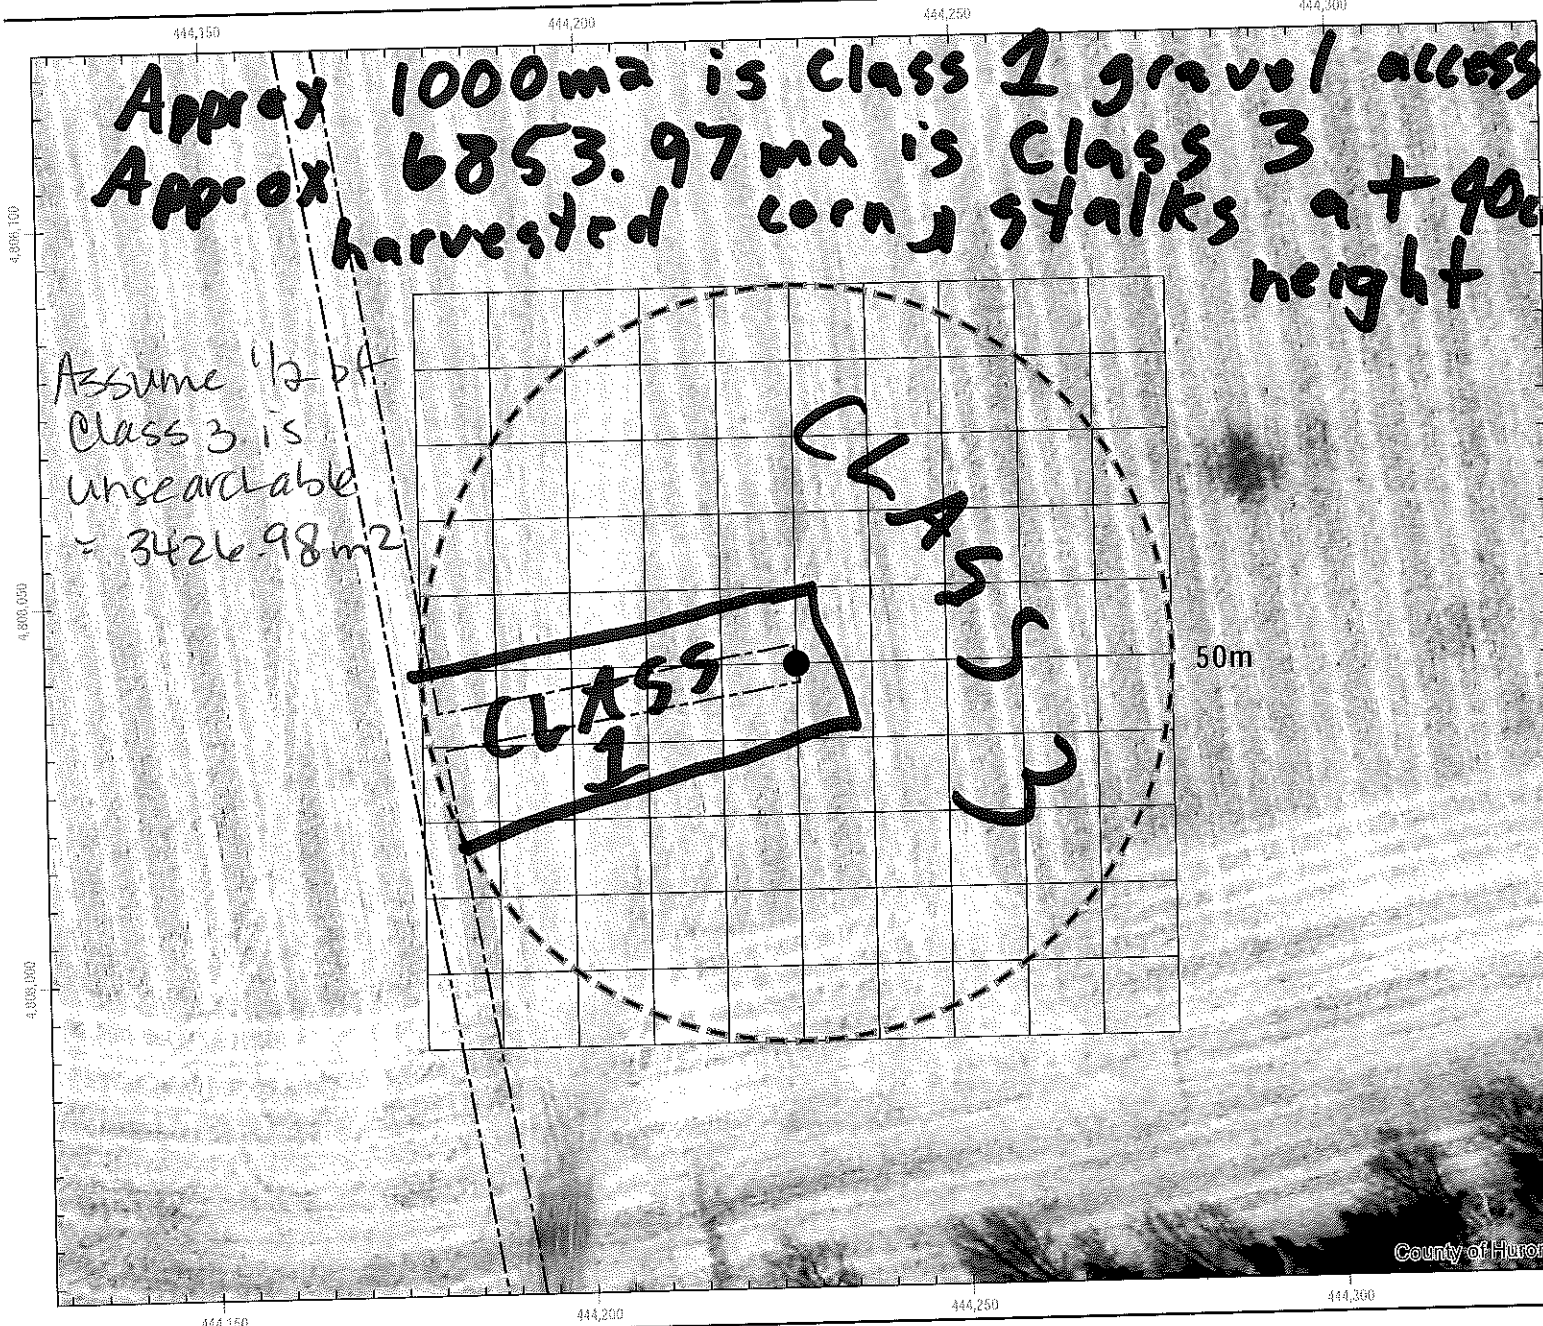 444,150 444,200 444,250 444,300
Approx 1000m2 is Class 1 gravel access
Approx 6853.97m2 is Class 3
harvested corn, stalks at 40c
height
4,808,100
Assume 1/2 of
Class 3 is
unsearchable
= 3426.98m2
CLASS 3
CLASS
1
50m
4,808,050
4,808,000
County of Huron
444,150 444,200 444,250 444,300